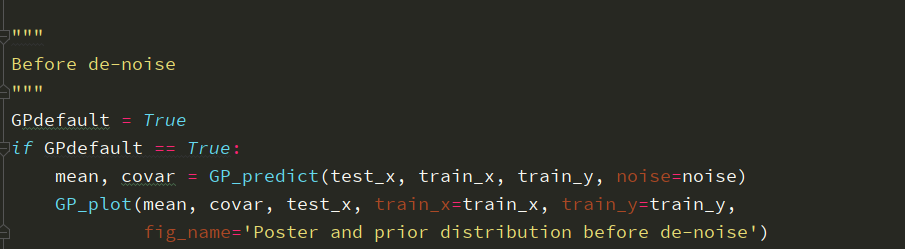 """
Before de-noise
"""
GPdefault = True
if GPdefault == True:
    mean, covar = GP_predict(test_x, train_x, train_y, noise=noise)
    GP_plot(mean, covar, test_x, train_x=train_x, train_y=train_y,
            fig_name='Poster and prior distribution before de-noise')